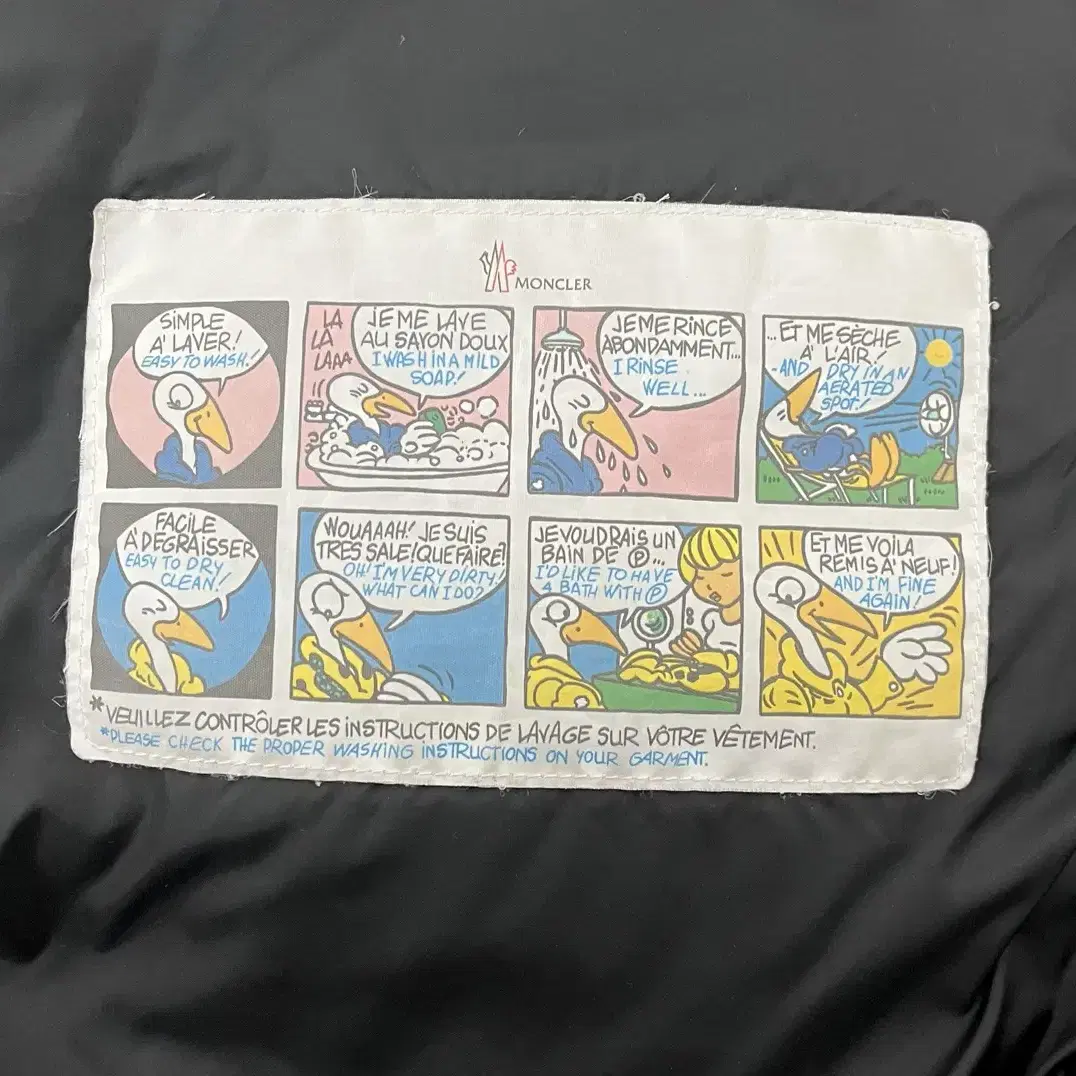 MONCLER
SIMPLE
A' LAVER!
EASY TO WASH!
LA
LA
LAAA
JE ME LAVE
AU SAYON DOUX
I WASH IN A MILD
SOAP!
JE ME RINCE
ABONDAMMENT...
I RINSE
WELL...
...ET ME SÈCHE
A' L'AIR!
-AND I DRY IN AN
AERATED
SPOT!
FACILE
A' DEGRAISSER
EASY TO DRY
CLEAN!
WOUAAAH! JE SUIS
TRES SALE! QUE FAIRE?
OH! I'M VERY DIRTY!
WHAT CAN I DO?
JE VOUDRAIS UN
BAIN DE Ⓟ...
I'D LIKE TO HAVE
A BATH WITH Ⓟ
ET ME VOILA
REMIS A' NEUF!
AND I'M FINE
AGAIN!
*VEUILLEZ CONTRÔLER LES INSTRUCTIONS DE LAVAGE SUR VÔTRE VÊTEMENT.
*PLEASE CHECK THE PROPER WASHING INSTRUCTIONS ON YOUR GARMENT.